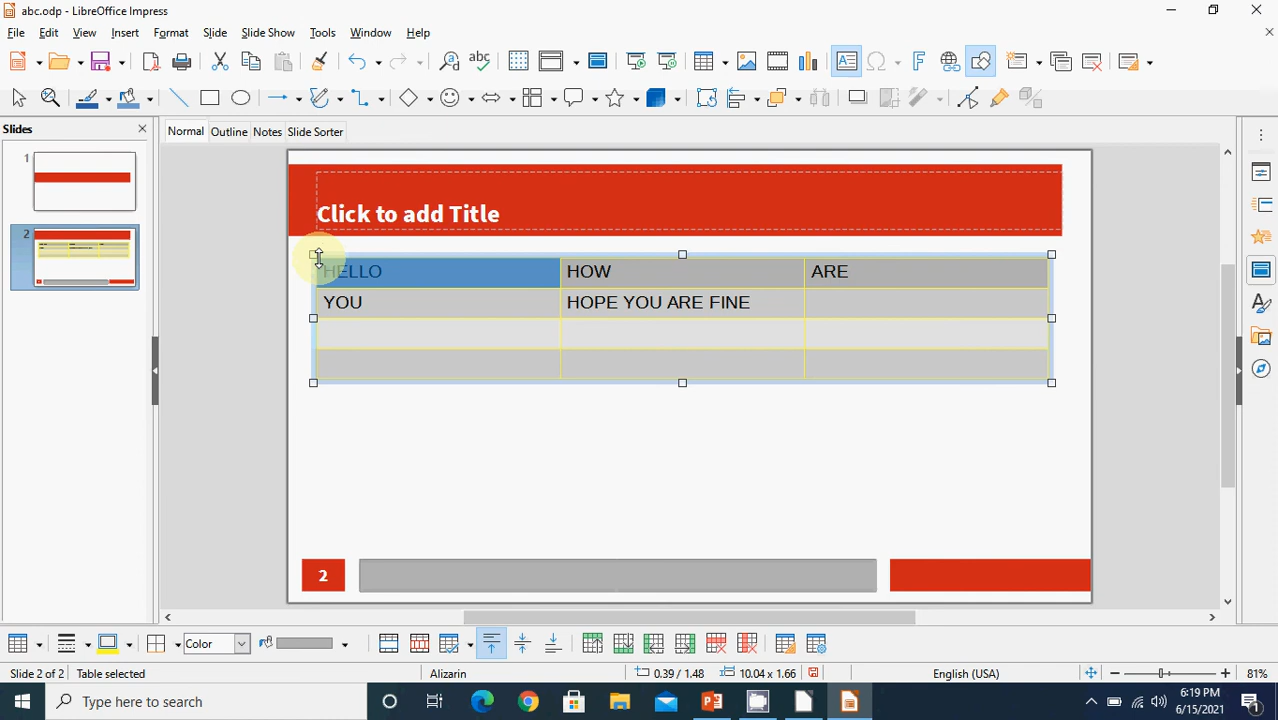 abc.odp - LibreOffice Impress
File Edit View Insert Format Slide Slide Show Tools Window Help
abc
Slides
Normal Outline Notes Slide Sorter
1
2
Click to add Title
HELLO HOW ARE
YOU HOPE YOU ARE FINE
2
Color
Slide 2 of 2 Table selected Alizarin 0.39 / 1.48 10.04 x 1.66 English (USA) 81%
Type here to search
6:19 PM
6/15/2021
1